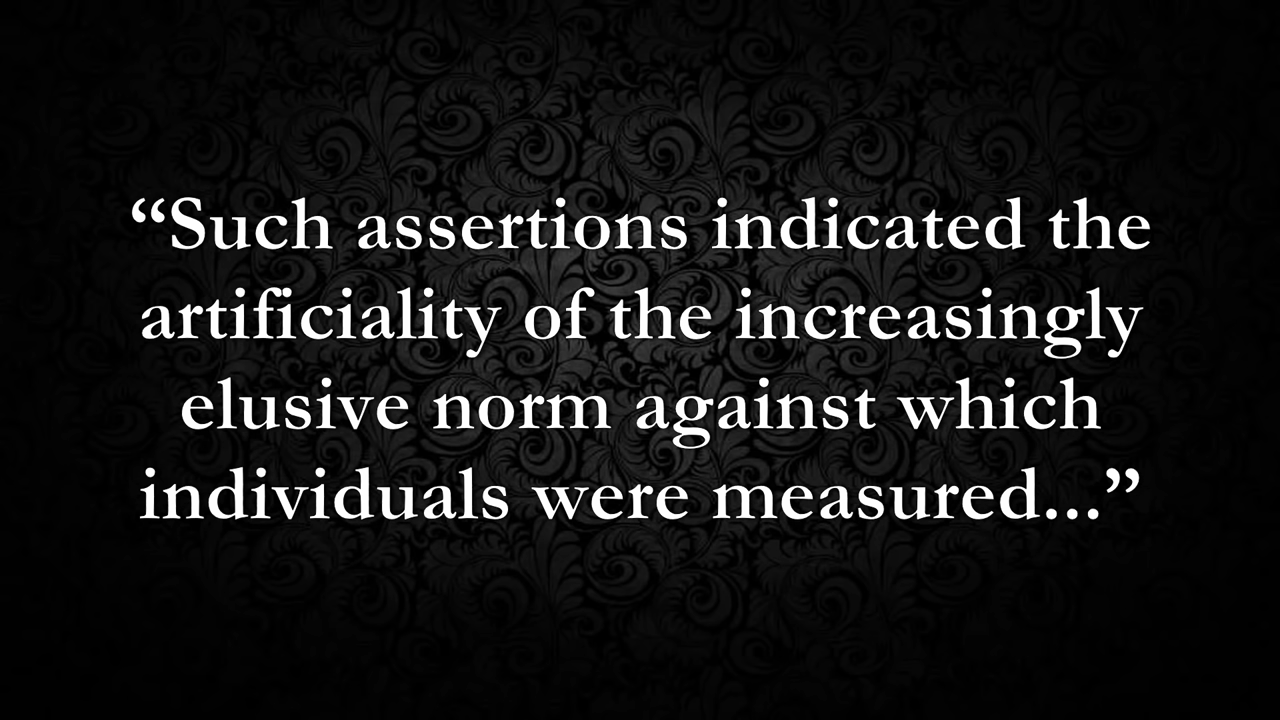 “Such assertions indicated the
artificiality of the increasingly
elusive norm against which
individuals were measured...”